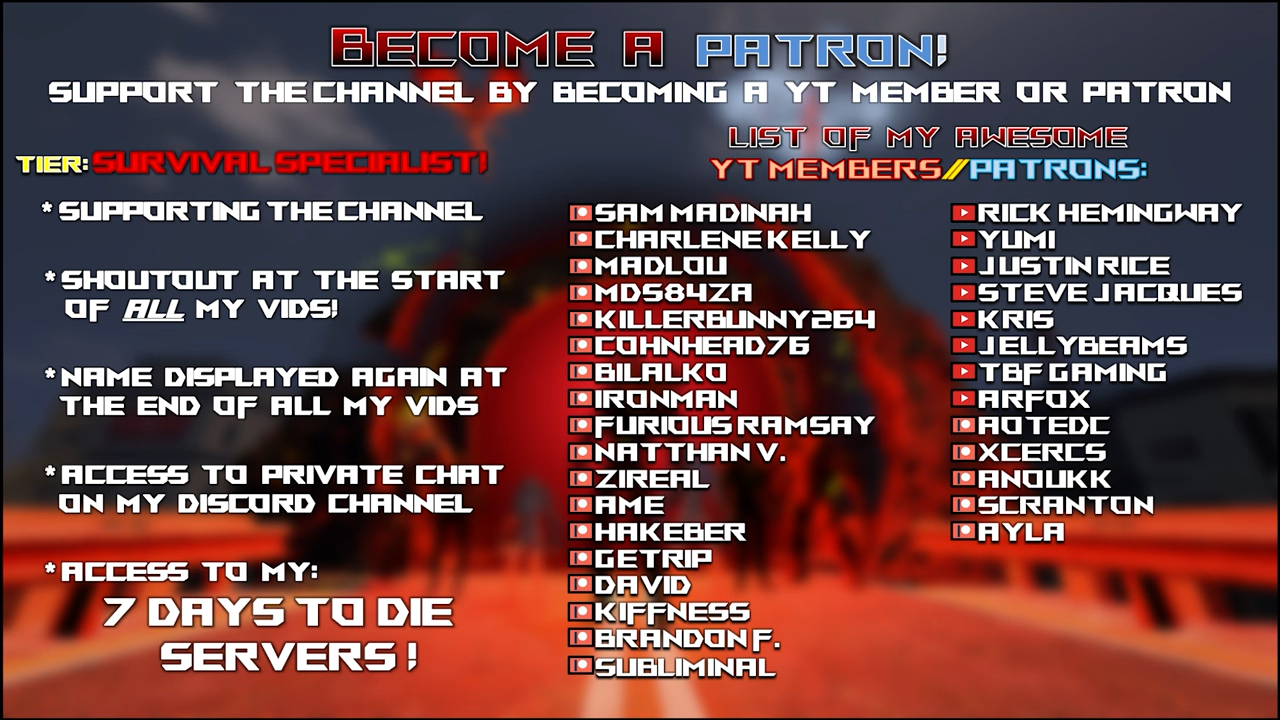 BECOME A PATRON!
SUPPORT THE CHANNEL BY BECOMING A YT MEMBER OR PATRON
TIER: SURVIVAL SPECIALIST!
* SUPPORTING THE CHANNEL
* SHOUTOUT AT THE START
OF ALL MY VIDS!
* NAME DISPLAYED AGAIN AT
THE END OF ALL MY VIDS
* ACCESS TO PRIVATE CHAT
ON MY DISCORD CHANNEL
* ACCESS TO MY:
7 DAYS TO DIE
SERVERS!
LIST OF MY AWESOME
YT MEMBERS//PATRONS:
SAM MADINAH
CHARLENE KELLY
MADLOU
MDS84ZA
KILLERBUNNY264
COHNHEAD76
BILALKO
IRONMAN
FURIOUS RAMSAY
NATTHAN V.
ZIREAL
AME
HAKEBER
GETRIP
DAVID
KIFFNESS
BRANDON F.
SUBLIMINAL
RICK HEMINGWAY
YUMI
JUSTIN RICE
STEVE JACQUES
KRIS
JELLYBEAMS
TBF GAMING
ARFOX
AOTEDC
XCERCS
ANOUKK
SCRANTON
AYLA